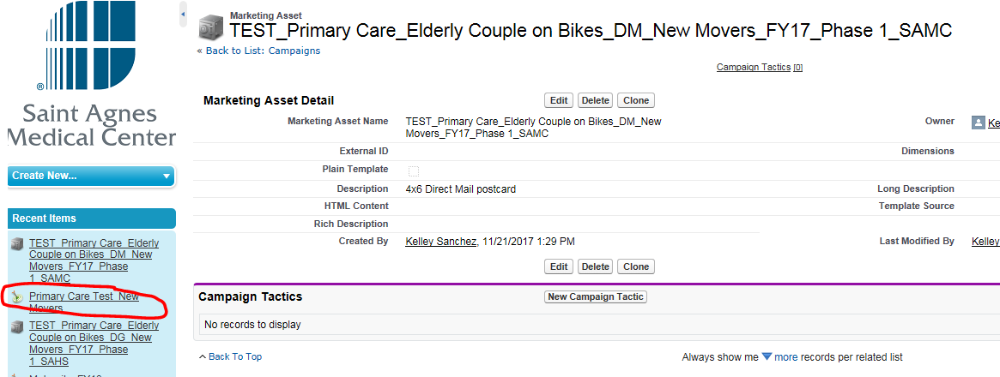 Marketing Asset
TEST_Primary Care_Elderly Couple on Bikes_DM_New Movers_FY17_Phase 1_SAMC
« Back to List: Campaigns
Campaign Tactics [0]
®
Saint Agnes
Medical Center
Create New...
Recent Items
TEST_Primary Care_Elderly
Couple on Bikes_DM_New
Movers_FY17_Phase
1_SAMC
Primary Care Test_New
Movers
TEST_Primary Care_Elderly
Couple on Bikes_DG_New
Movers_FY17_Phase
1_SAHS
Marketing Asset Detail
Edit Delete Clone
Marketing Asset Name TEST_Primary Care_Elderly Couple on Bikes_DM_New
Movers_FY17_Phase 1_SAMC
Owner Ke
External ID
Dimensions
Plain Template
Description 4x6 Direct Mail postcard
Long Description
HTML Content
Template Source
Rich Description
Created By Kelley Sanchez, 11/21/2017 1:29 PM
Last Modified By Kelley
Edit Delete Clone
Campaign Tactics
New Campaign Tactic
No records to display
Back To Top
Always show me more records per related list